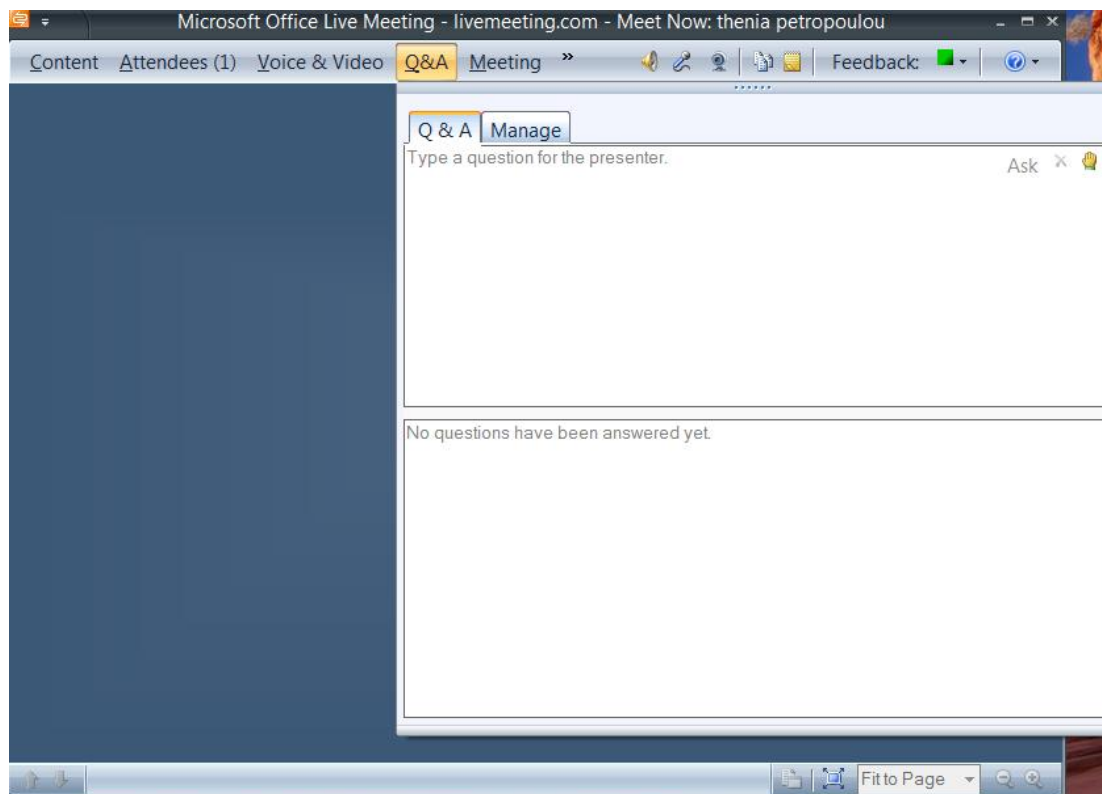 Microsoft Office Live Meeting - livemeeting.com - Meet Now: thenia petropoulou
Content Attendees (1) Voice & Video Q&A Meeting » Feedback:
Q & A Manage
Type a question for the presenter.
Ask
No questions have been answered yet.
Fit to Page